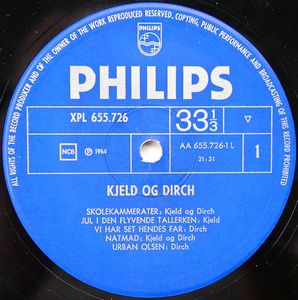 ALL RIGHTS OF THE RECORD PRODUCER AND OF THE OWNER OF THE WORK REPRODUCED RESERVED. COPYING, PUBLIC PERFORMANCE AND BROADCASTING OF THIS RECORD PROHIBITED
PHILIPS
XPL 655.726
33 1/3
▽
NCB
Ⓟ 1964
AA 655.726-1 L
21:31
1
KJELD OG DIRCH
SKOLEKAMMERATER: Kjeld og Dirch
JUL I DEN FLYVENDE TALLERKEN: Kjeld
VI HAR SET HENDES FAR: Dirch
NATMAD: Kjeld og Dirch
URBAN OLSEN: Dirch